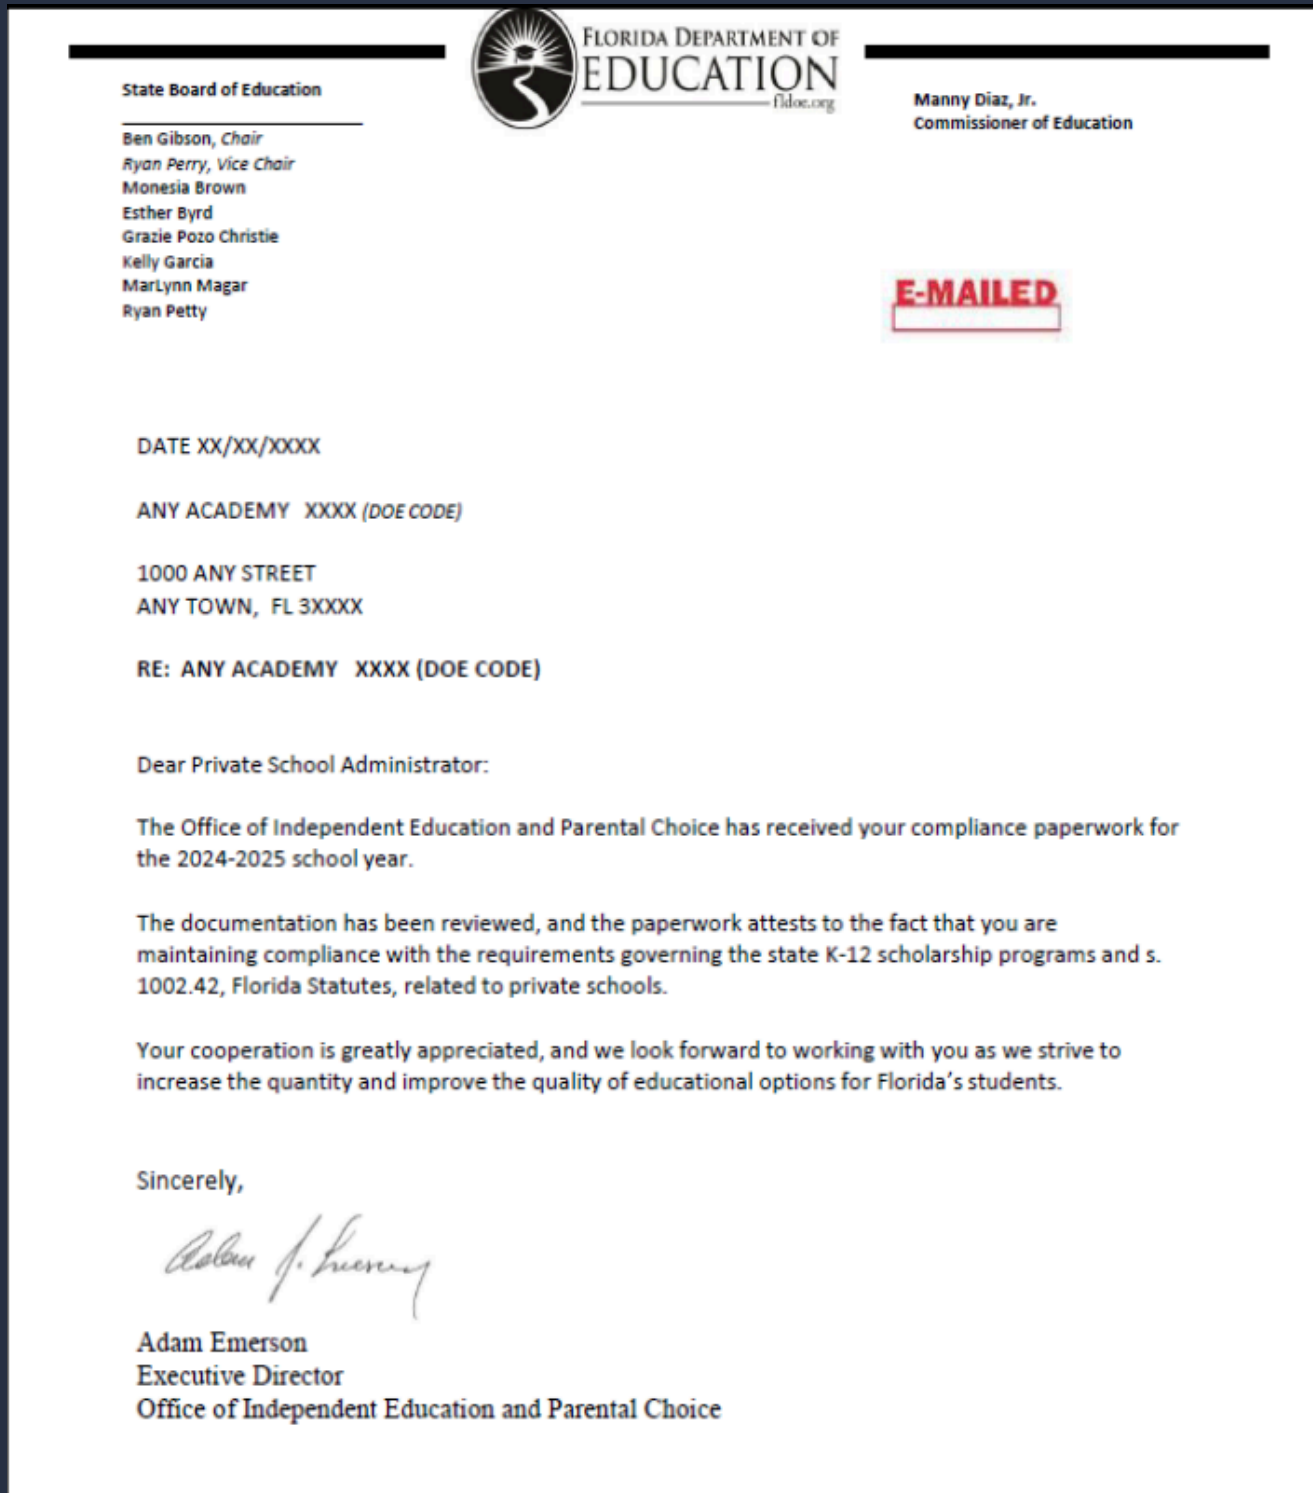 FLORIDA DEPARTMENT OF
EDUCATION
fldoe.org
State Board of Education
Ben Gibson, Chair
Ryan Perry, Vice Chair
Monesia Brown
Esther Byrd
Grazie Pozo Christie
Kelly Garcia
MarLynn Magar
Ryan Petty
Manny Diaz, Jr.
Commissioner of Education
E-MAILED
DATE XX/XX/XXXX
ANY ACADEMY XXXX (DOE CODE)
1000 ANY STREET
ANY TOWN, FL 3XXXX
RE: ANY ACADEMY XXXX (DOE CODE)
Dear Private School Administrator:
The Office of Independent Education and Parental Choice has received your compliance paperwork for
the 2024-2025 school year.
The documentation has been reviewed, and the paperwork attests to the fact that you are
maintaining compliance with the requirements governing the state K-12 scholarship programs and s.
1002.42, Florida Statutes, related to private schools.
Your cooperation is greatly appreciated, and we look forward to working with you as we strive to
increase the quantity and improve the quality of educational options for Florida's students.
Sincerely,
Adam Emerson
Executive Director
Office of Independent Education and Parental Choice